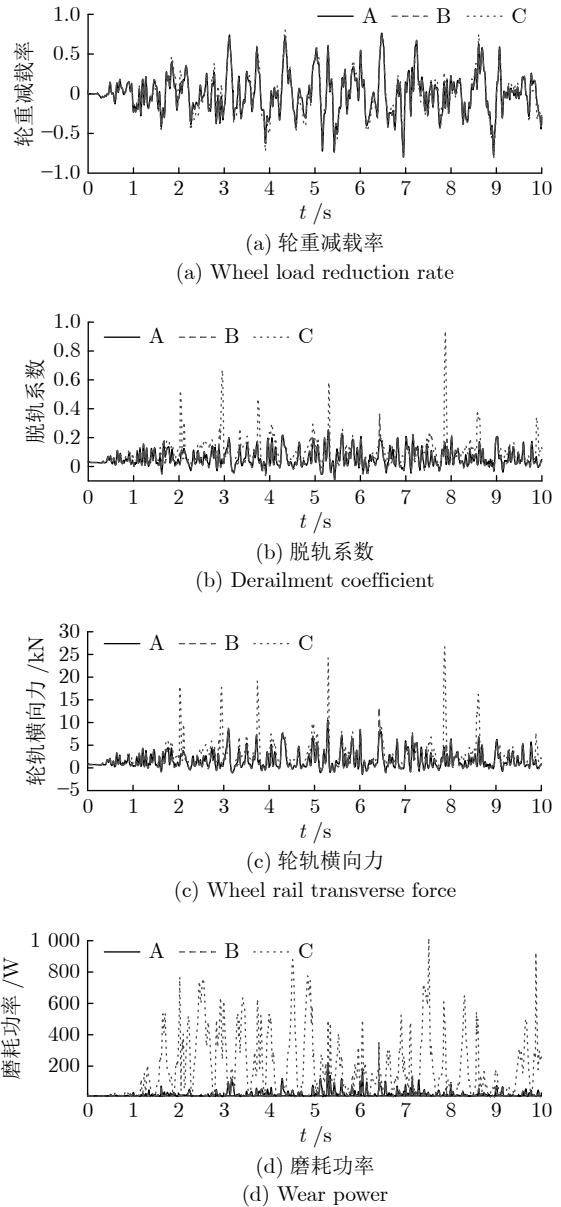 A B C
1.0
0.5
0
−0.5
−1.0
轮重减载率
0 1 2 3 4 5 6 7 8 9 10
t /s
(a) 轮重减载率
(a) Wheel load reduction rate
1.0
0.8
0.6
0.4
0.2
0
脱轨系数
A B C
0 1 2 3 4 5 6 7 8 9 10
t /s
(b) 脱轨系数
(b) Derailment coefficient
30
25
20
15
10
5
0
−5
轮轨横向力 /kN
A B C
0 1 2 3 4 5 6 7 8 9 10
t /s
(c) 轮轨横向力
(c) Wheel rail transverse force
1 000
800
600
400
200
磨耗功率 /W
A B C
0 1 2 3 4 5 6 7 8 9 10
t /s
(d) 磨耗功率
(d) Wear power